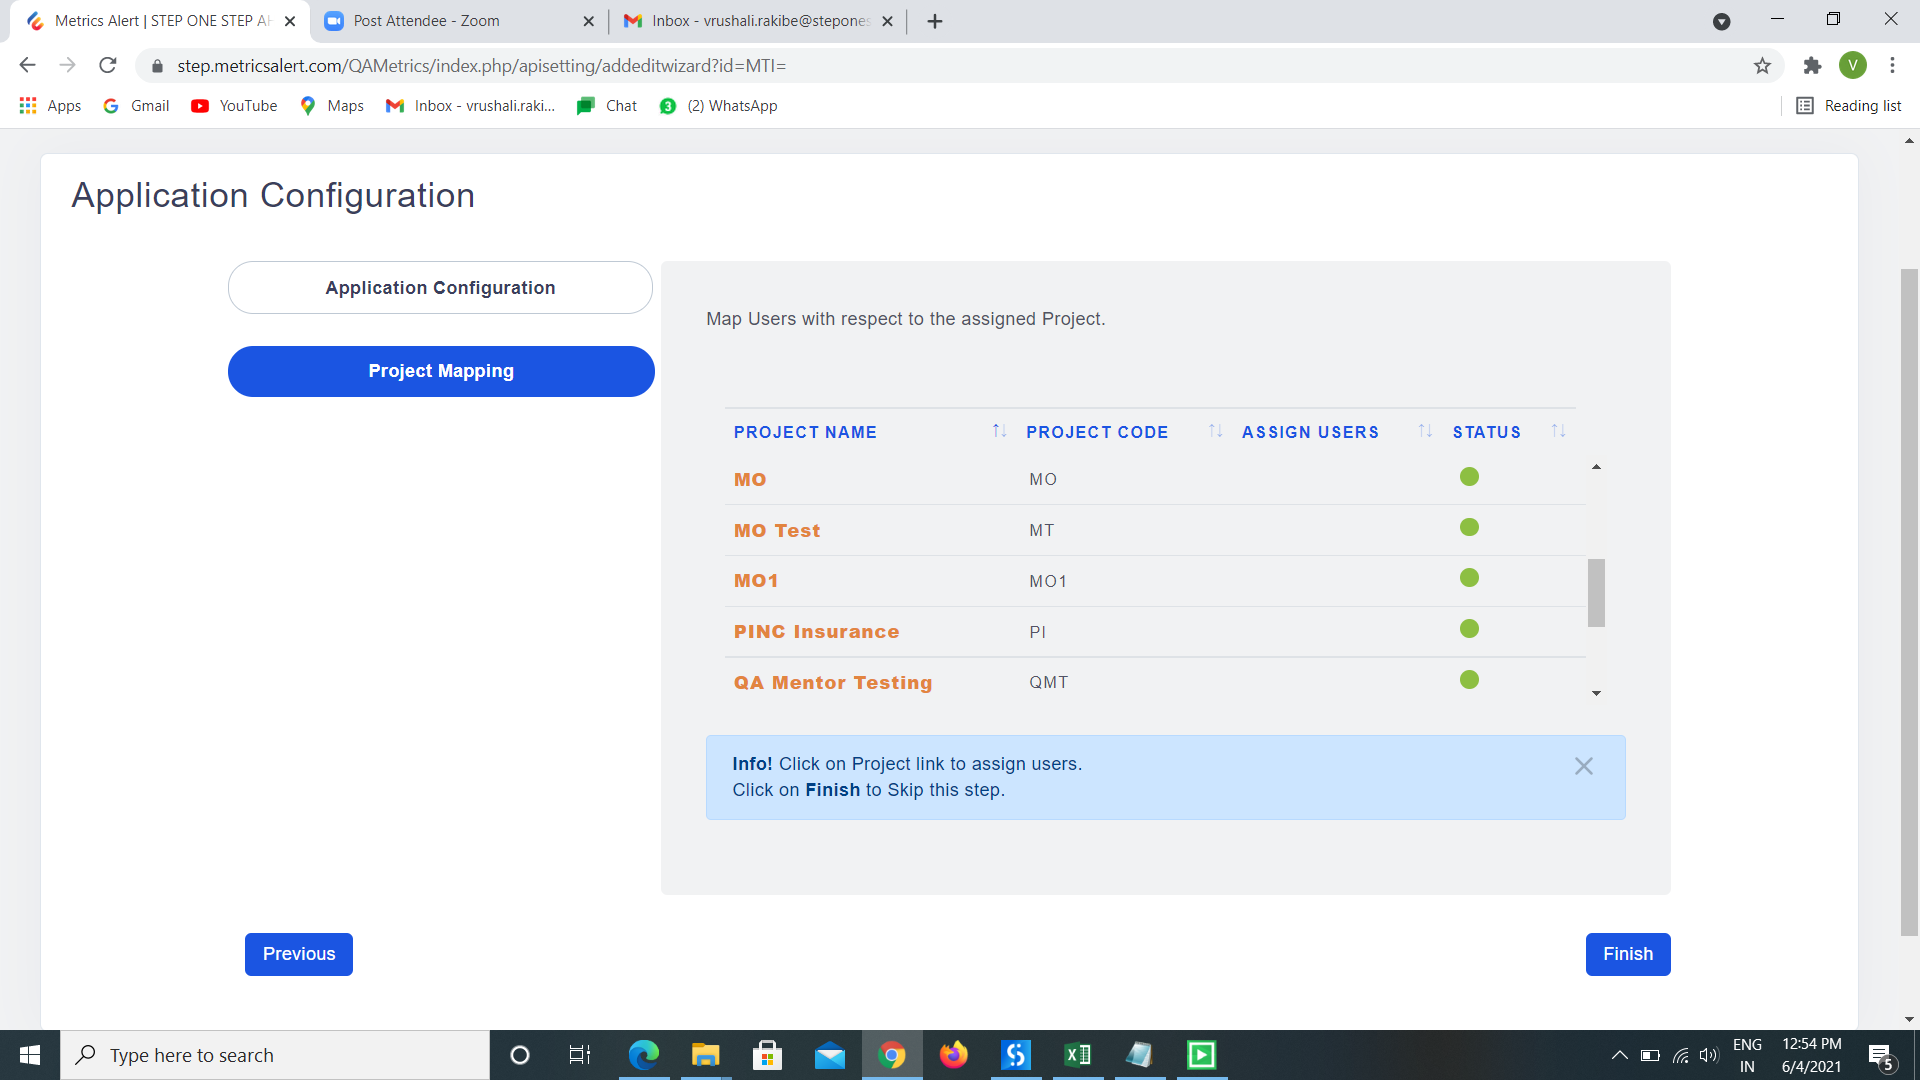 Metrics Alert | STEP ONE STEP AH
Post Attendee - Zoom
Inbox - vrushali.rakibe@stepones
step.metricsalert.com/QAMetrics/index.php/apisetting/addeditwizard?id=MTI=
V
Apps
Gmail
YouTube
Maps
Inbox - vrushali.raki...
Chat
3
(2) WhatsApp
Reading list
Application Configuration
Application Configuration
Project Mapping
Map Users with respect to the assigned Project.
PROJECT NAME PROJECT CODE ASSIGN USERS STATUS
MO MO
MO Test MT
MO1 MO1
PINC Insurance PI
QA Mentor Testing QMT
Info! Click on Project link to assign users.
Click on Finish to Skip this step.
Previous
Finish
Type here to search
ENG
IN
12:54 PM
6/4/2021
5